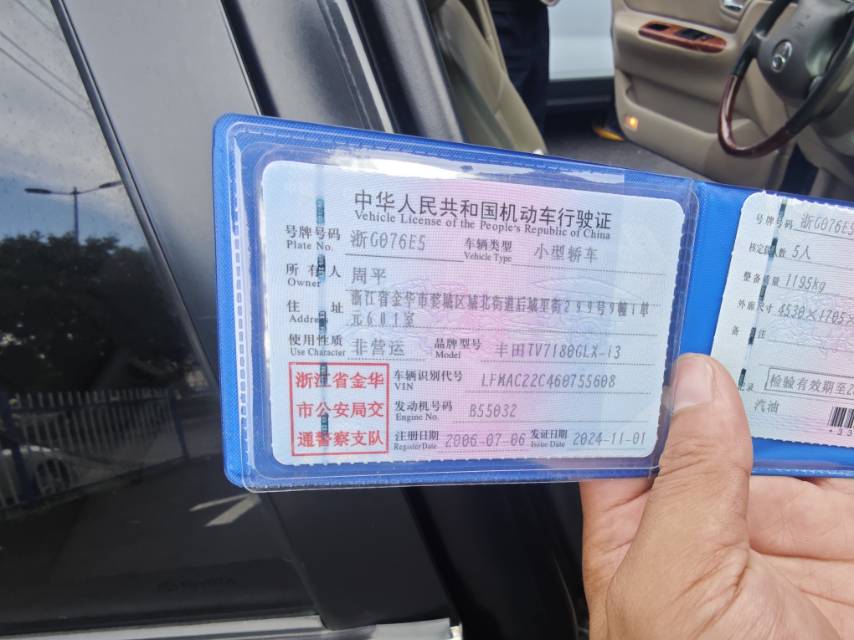 中华人民共和国机动车行驶证
Vehicle License of the People's Republic of China
号牌号码 浙G076E5 车辆类型 小型轿车
Plate No. Vehicle Type
所有人 周平
Owner
住址 浙江省金华市婺城区城北街道后城里街299号9幢1单
Address 元601室
使用性质 非营运 品牌型号 丰田TV7180GLX-i3
Use Character Model
浙江省金华
市公安局交
通警察支队
车辆识别代号 LFMAC22C460755608
VIN
发动机号码 B55032
Engine No.
注册日期 2006-07-06 发证日期 2024-11-01
Register Date Issue Date
号牌号码 浙G076E5
核定人数 5人
整备质量 1195kg
外廓尺寸 4530×1705×
备注
记录 检验有效期至2
汽油